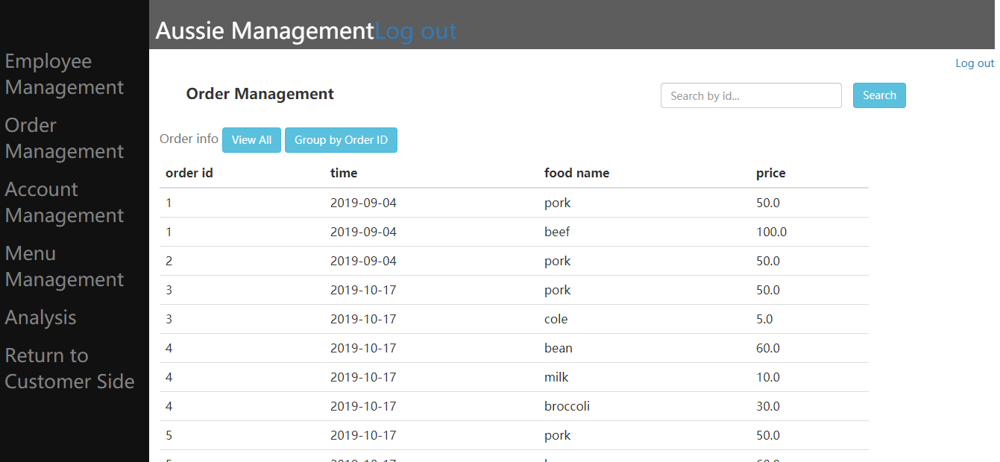 Aussie ManagementLog out
Employee
Management
Order
Management
Account
Management
Menu
Management
Analysis
Return to
Customer Side
Log out
Order Management
Search by id...
Search
Order info View All Group by Order ID
order id time food name price
1 2019-09-04 pork 50.0
1 2019-09-04 beef 100.0
2 2019-09-04 pork 50.0
3 2019-10-17 pork 50.0
3 2019-10-17 cole 5.0
4 2019-10-17 bean 60.0
4 2019-10-17 milk 10.0
4 2019-10-17 broccoli 30.0
5 2019-10-17 pork 50.0